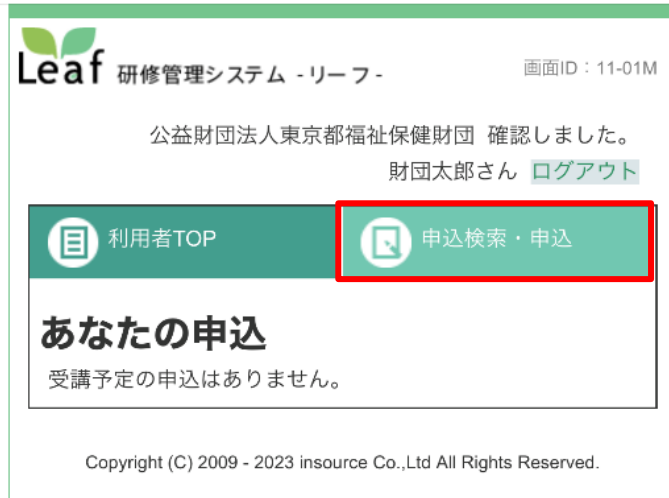 Leaf 研修管理システム -リーフ-
画面ID：11-01M
公益財団法人東京都福祉保健財団 確認しました。
財団太郎さん ログアウト
利用者TOP
申込検索・申込
あなたの申込
受講予定の申込はありません。
Copyright (C) 2009 - 2023 insource Co.,Ltd All Rights Reserved.